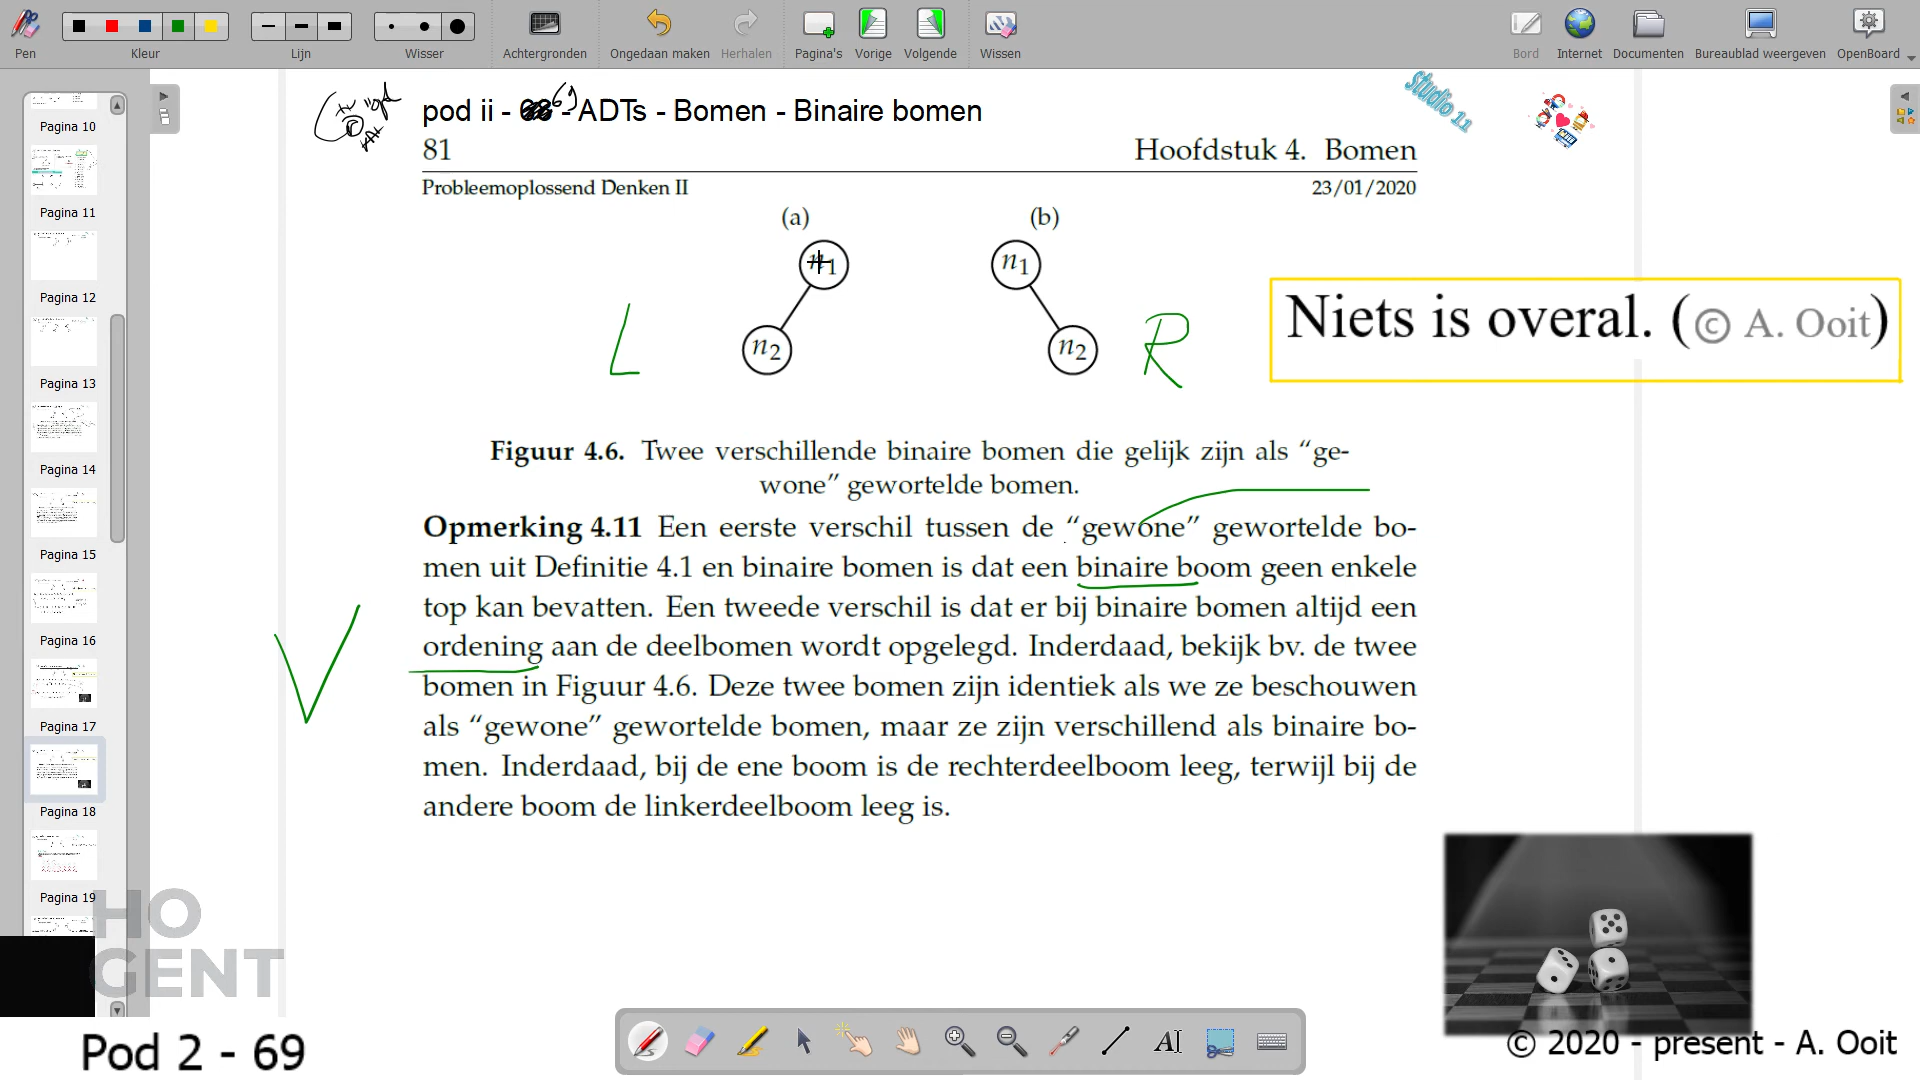 Pen
Kleur
Lijn
Wisser
Achtergronden
Ongedaan maken
Herhalen
Pagina's
Vorige
Volgende
Wissen
Bord
Internet
Documenten
Bureaublad weergeven
OpenBoard
Pagina 10
Pagina 11
Pagina 12
Pagina 13
Pagina 14
Pagina 15
Pagina 16
Pagina 17
Pagina 18
Pagina 19
pod ii - 69 - ADTs - Bomen - Binaire bomen
Studio 11
81 Hoofdstuk 4. Bomen
Probleemoplossend Denken II 23/01/2020
(a) (b)
n1 n1
L n2 n2 R
Niets is overal. (© A. Ooit)
Figuur 4.6. Twee verschillende binaire bomen die gelijk zijn als “ge-
wone” gewortelde bomen.
Opmerking 4.11 Een eerste verschil tussen de “gewone” gewortelde bo-
men uit Definitie 4.1 en binaire bomen is dat een binaire boom geen enkele
top kan bevatten. Een tweede verschil is dat er bij binaire bomen altijd een
ordening aan de deelbomen wordt opgelegd. Inderdaad, bekijk bv. de twee
bomen in Figuur 4.6. Deze twee bomen zijn identiek als we ze beschouwen
als “gewone” gewortelde bomen, maar ze zijn verschillend als binaire bo-
men. Inderdaad, bij de ene boom is de rechterdeelboom leeg, terwijl bij de
andere boom de linkerdeelboom leeg is.
HO
GENT
Pod 2 - 69
© 2020 - present - A. Ooit